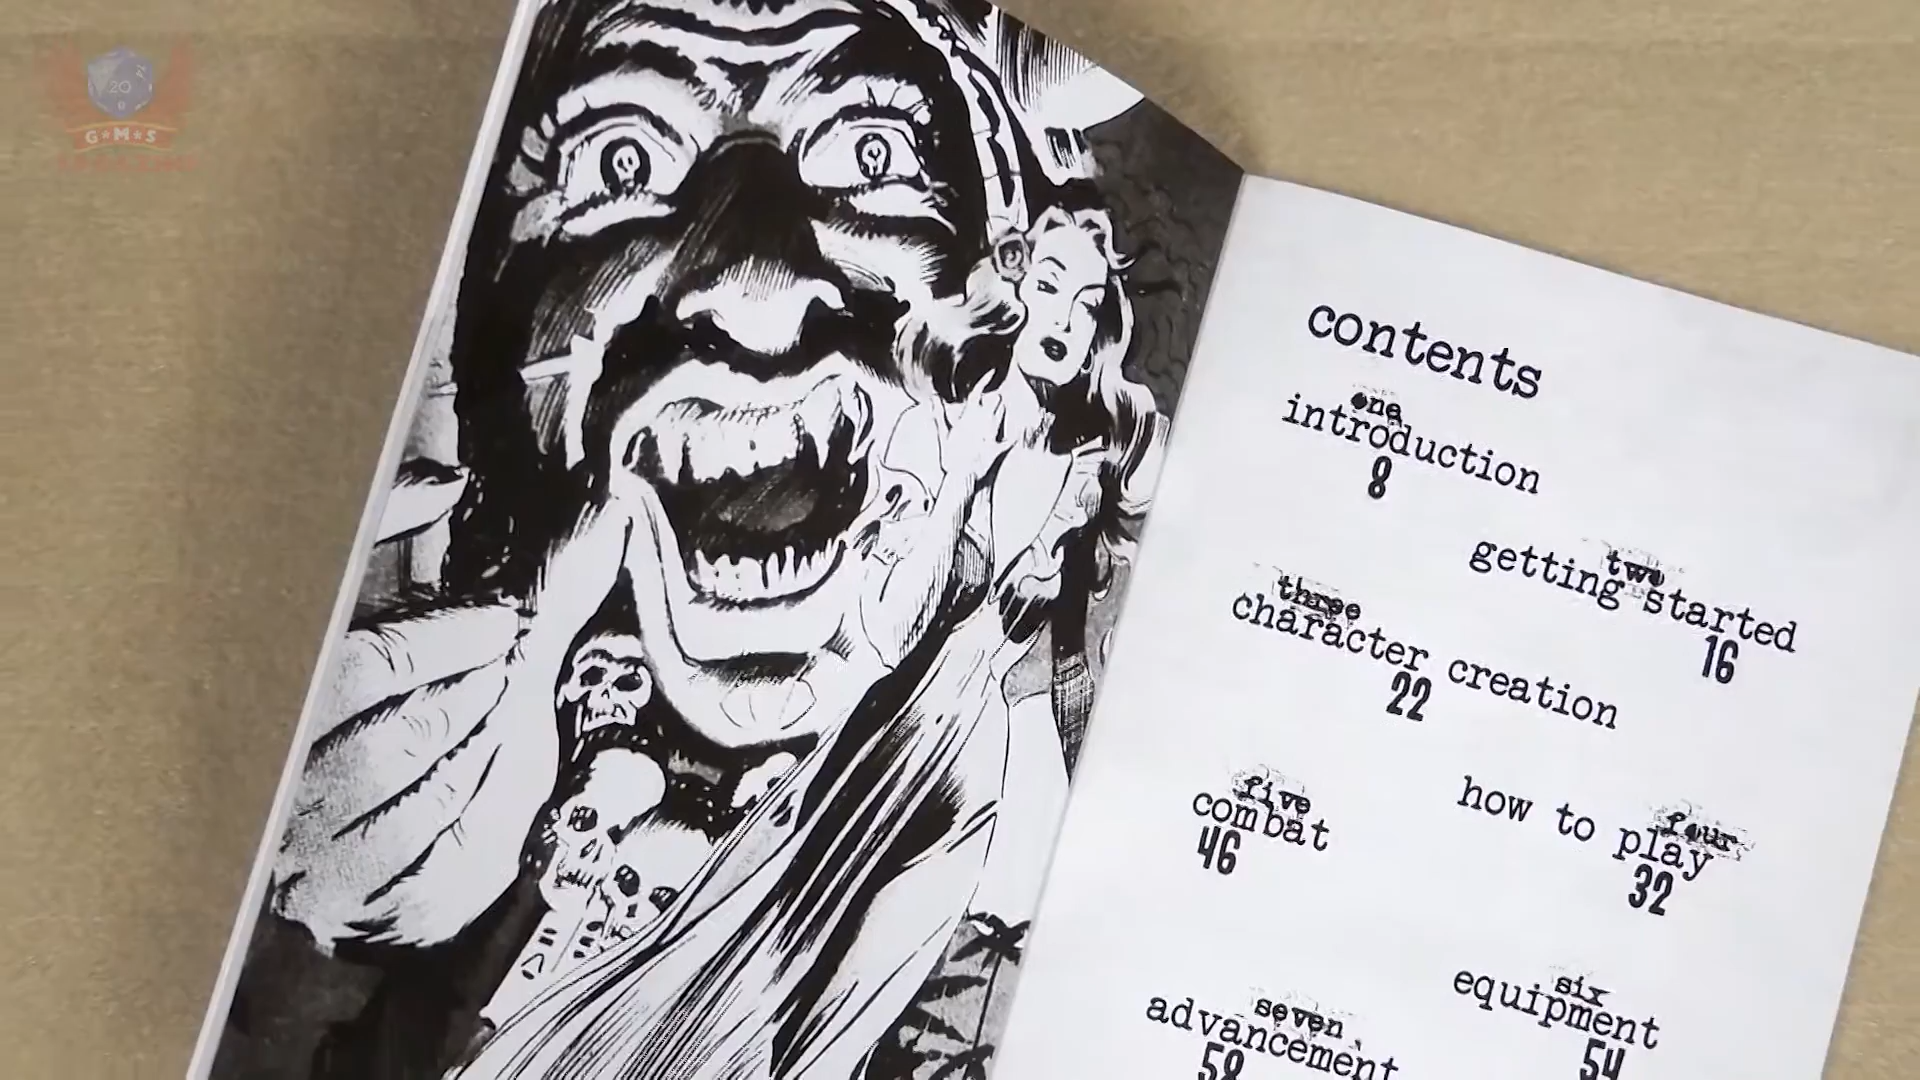 20
G★M★S
contents
one
introduction
8
two
getting started
16
three
character creation
22
four
how to play
32
five
combat
46
six
equipment
54
seven
advancement
58